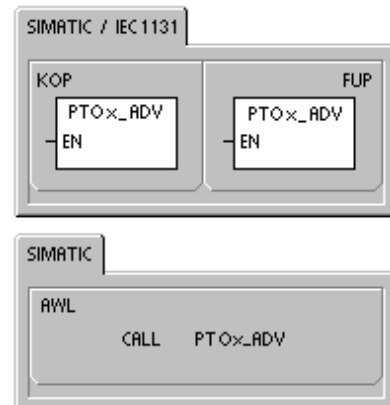 SIMATIC / IEC1131
KOP FUP
PTOx_ADV PTOx_ADV
EN EN
SIMATIC
AWL
CALL PTOx_ADV